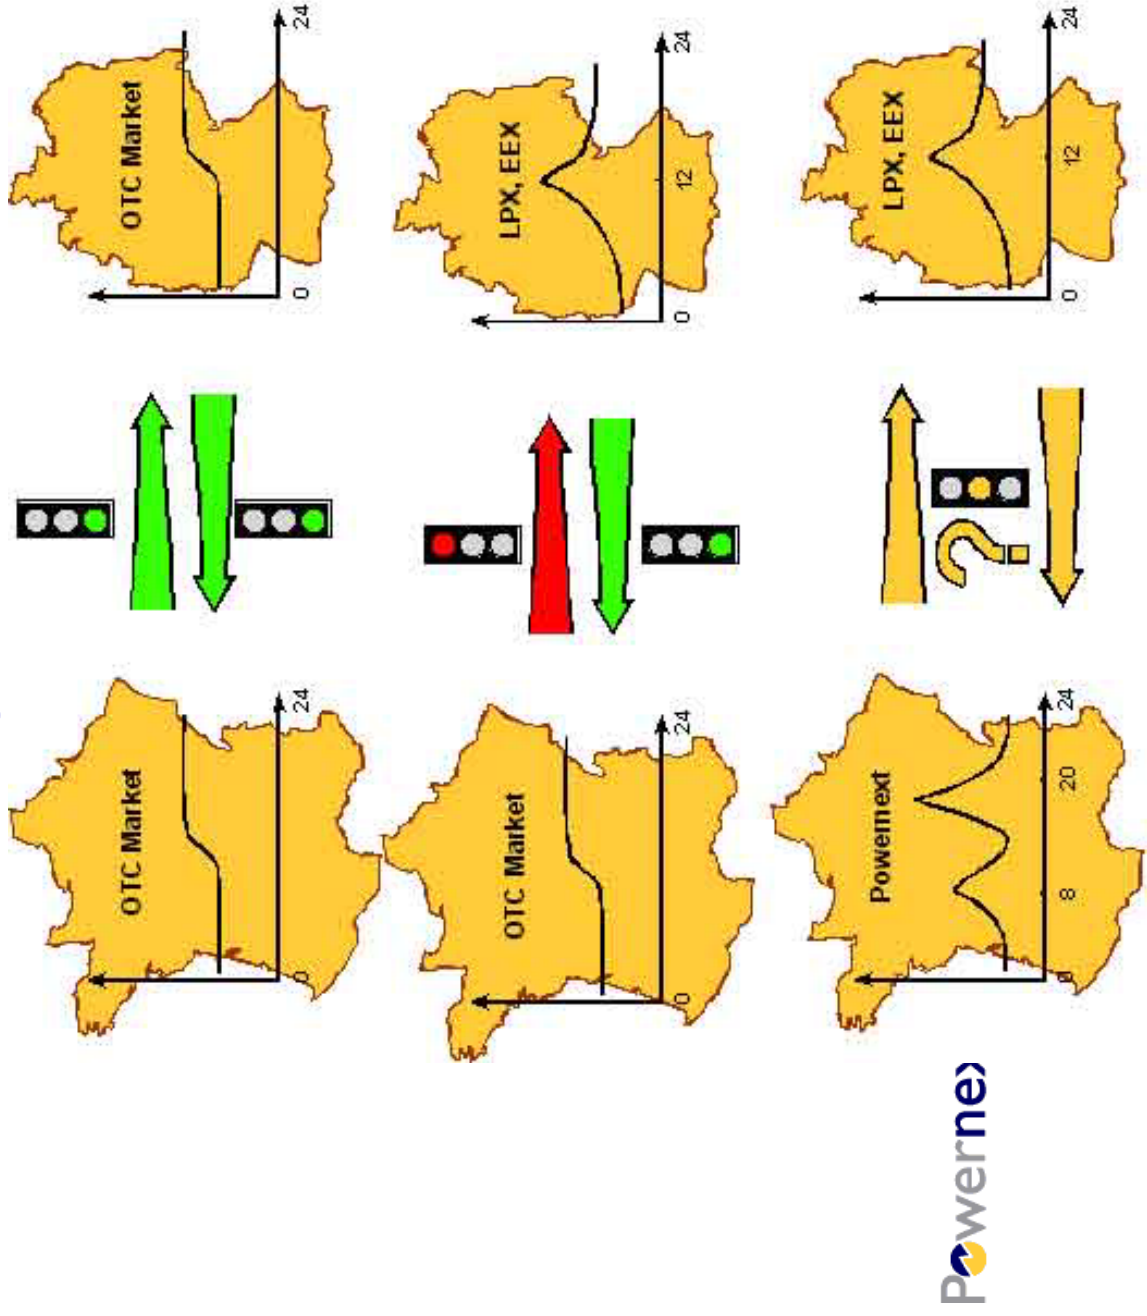 OTC Market OTC Market
0 24 0 24
OTC Market LPX, EEX
0 24 0 12 24
Powernext LPX, EEX
Powernex
0 8 20 24 0 12 24